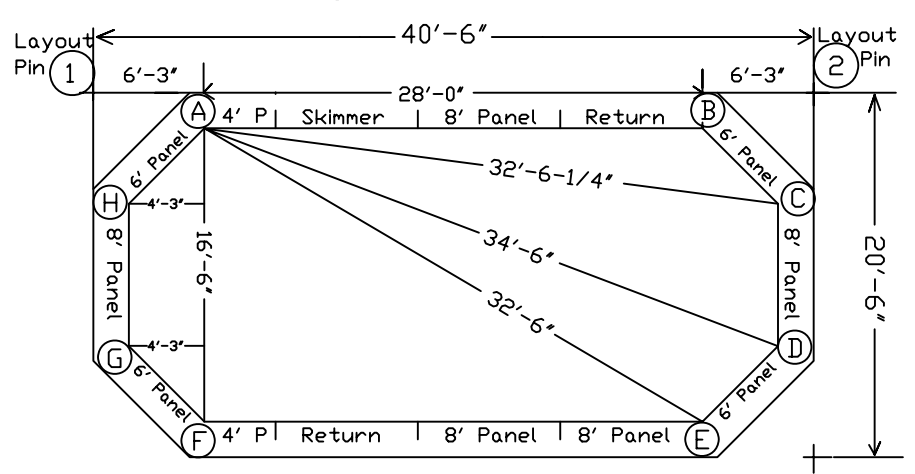 40'-6"
Layout
Pin 1
Layout
2 Pin
6'-3"
6'-3"
28'-0"
A
4' P
Skimmer
8' Panel
Return
B
6' Panel
6' Panel
32'-6-1/4"
H
4'-3"
C
8' Panel
16'-6"
34'-6"
8' Panel
20'-6"
32'-6"
G
4'-3"
D
6' Panel
6' Panel
F
4' P
Return
8' Panel
8' Panel
E